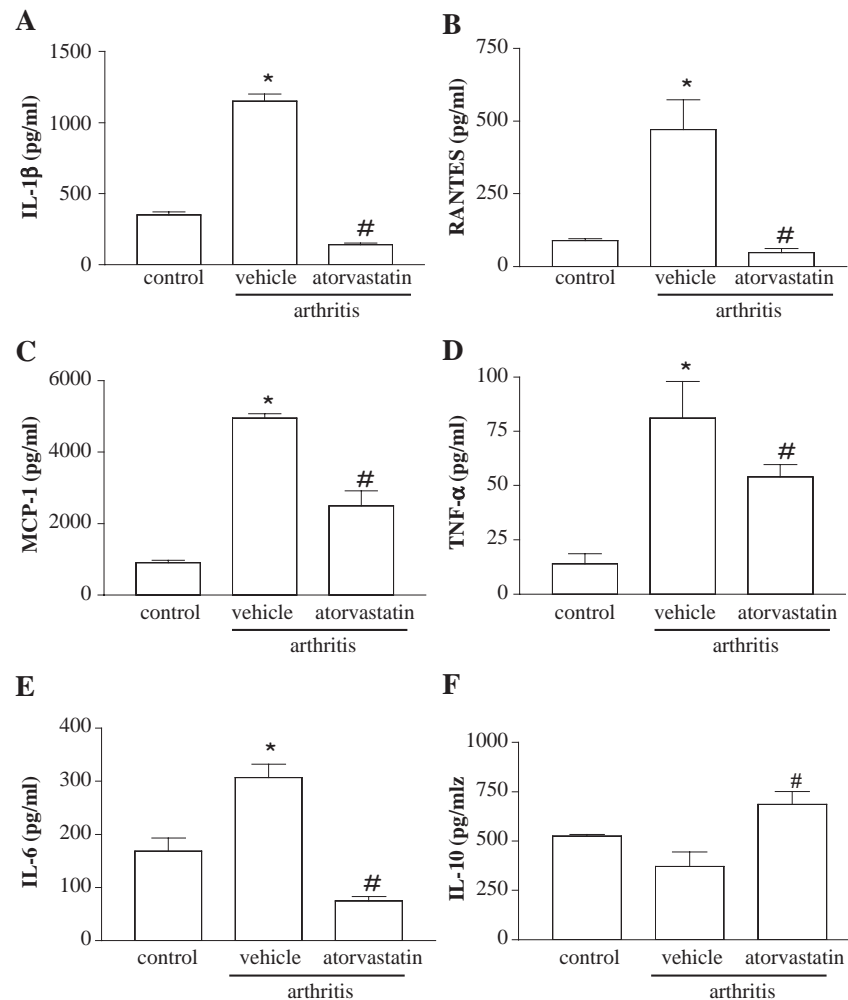 A
IL-1β (pg/ml)
1500
1000
500
0
*
#
control vehicle atorvastatin
arthritis
B
RANTES (pg/ml)
750
500
250
0
*
#
control vehicle atorvastatin
arthritis
C
MCP-1 (pg/ml)
6000
4000
2000
0
*
#
control vehicle atorvastatin
arthritis
D
TNF-α (pg/ml)
100
75
50
25
0
*
#
control vehicle atorvastatin
arthritis
E
IL-6 (pg/ml)
400
300
200
100
0
*
#
control vehicle atorvastatin
arthritis
F
IL-10 (pg/mlz
1000
750
500
250
0
#
control vehicle atorvastatin
arthritis